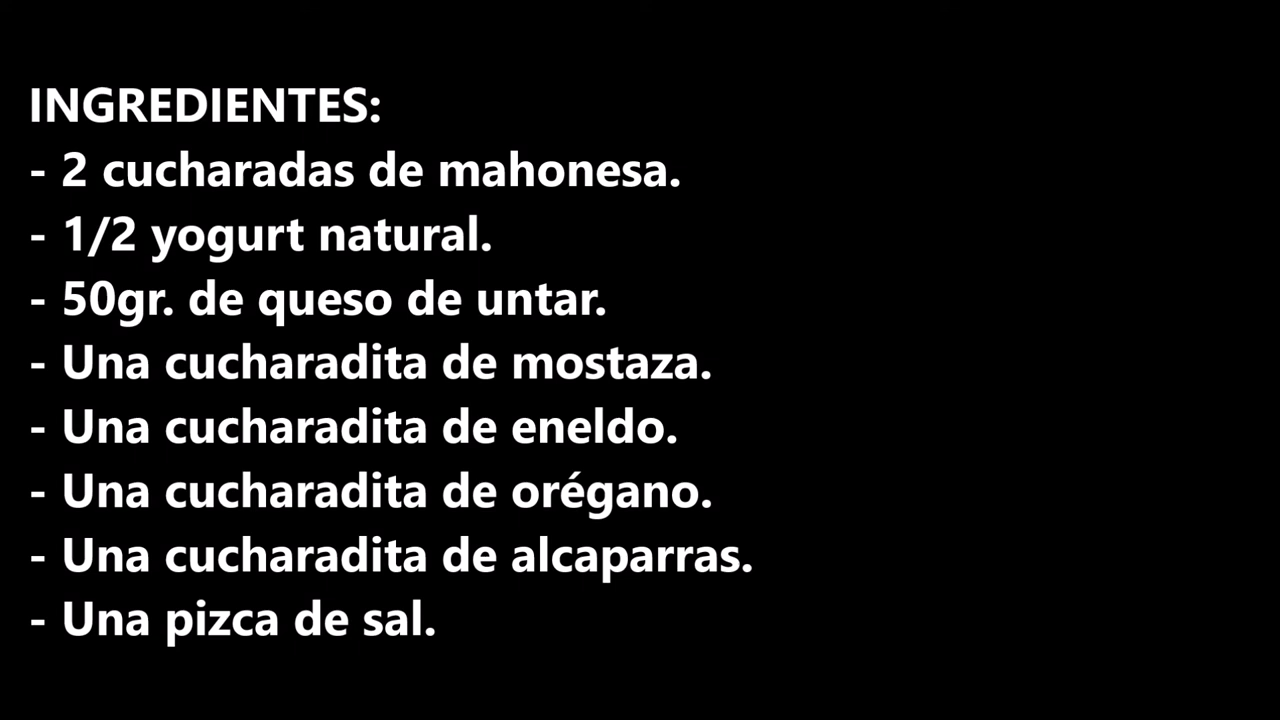 INGREDIENTES:
- 2 cucharadas de mahonesa.
- 1/2 yogurt natural.
- 50gr. de queso de untar.
- Una cucharadita de mostaza.
- Una cucharadita de eneldo.
- Una cucharadita de orégano.
- Una cucharadita de alcaparras.
- Una pizca de sal.